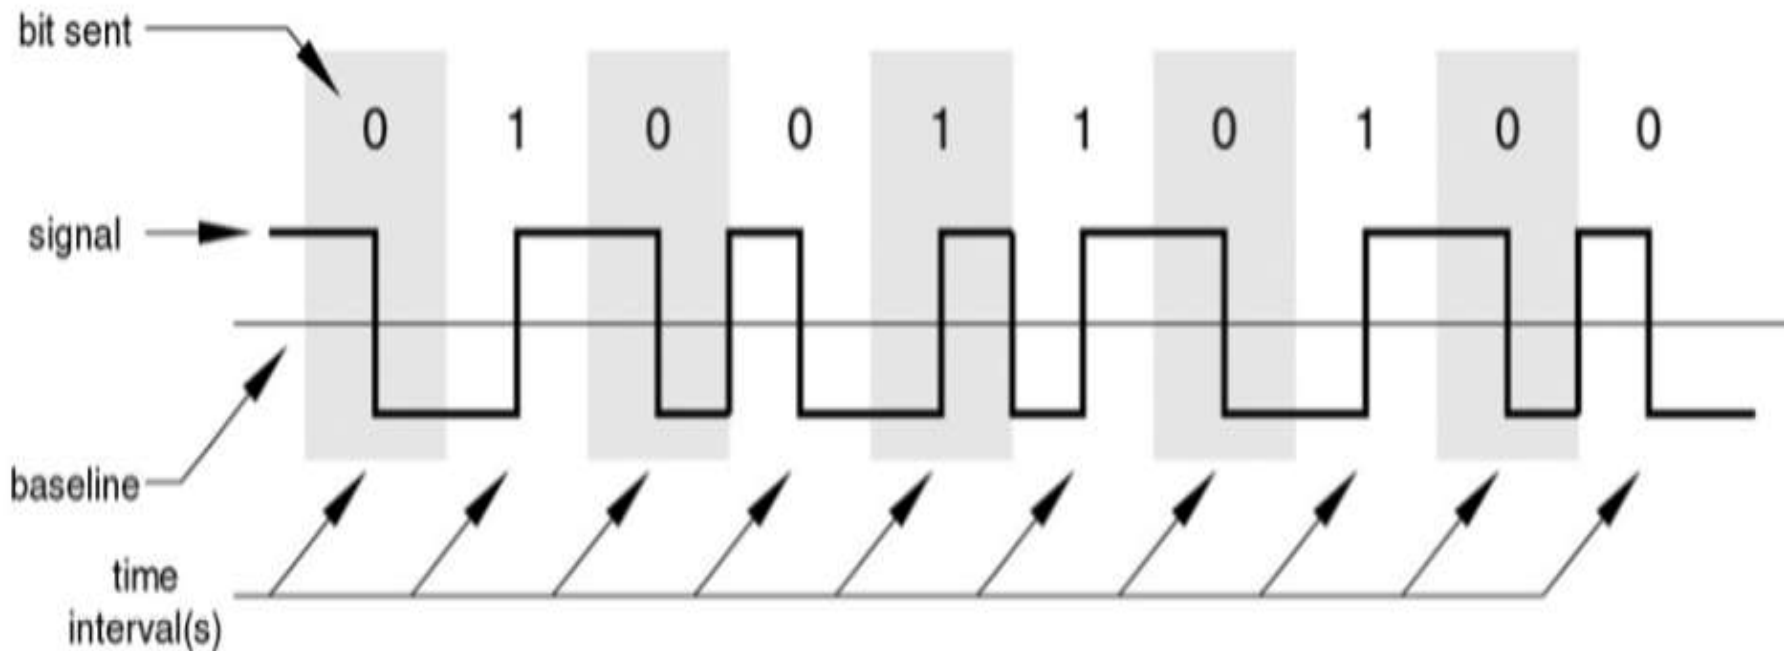 bit sent
0 1 0 0 1 1 0 1 0 0
signal
baseline
time
interval(s)